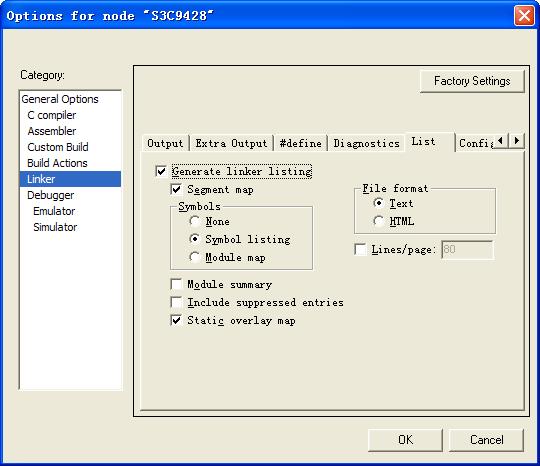 Options for node "S3C9428"
Category:
General Options
C compiler
Assembler
Custom Build
Build Actions
Linker
Debugger
Emulator
Simulator
Factory Settings
Output Extra Output #define Diagnostics List Config
Generate linker listing
Segment map
Symbols
None
Symbol listing
Module map
Module summary
Include suppressed entries
Static overlay map
File format
Text
HTML
Lines/page: 80
OK Cancel